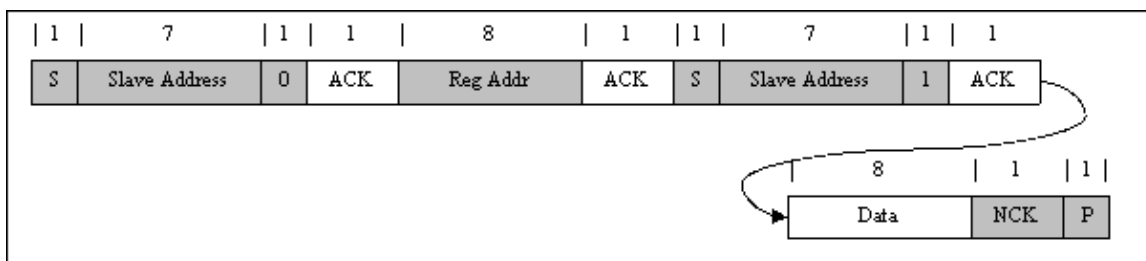 | 1 | 7 | 1 | 1 | 8 | 1 | 1 | 7 | 1 | 1
S Slave Address 0 ACK Reg Addr ACK S Slave Address 1 ACK
| 8 | 1 | 1 |
Data NCK P